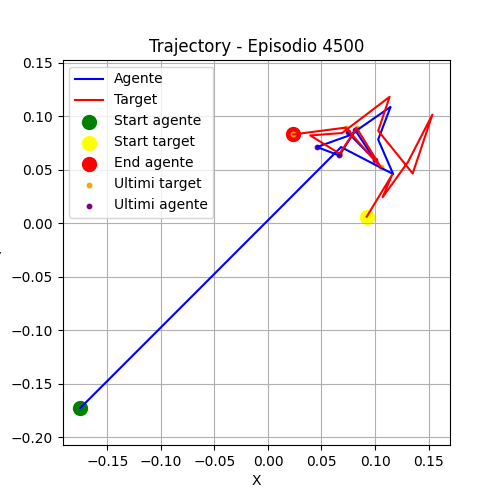 Trajectory - Episodio 4500
0.15
0.10
0.05
0.00
−0.05
−0.10
−0.15
−0.20
Agente
Target
Start agente
Start target
End agente
Ultimi target
Ultimi agente
−0.15 −0.10 −0.05 0.00 0.05 0.10 0.15
X